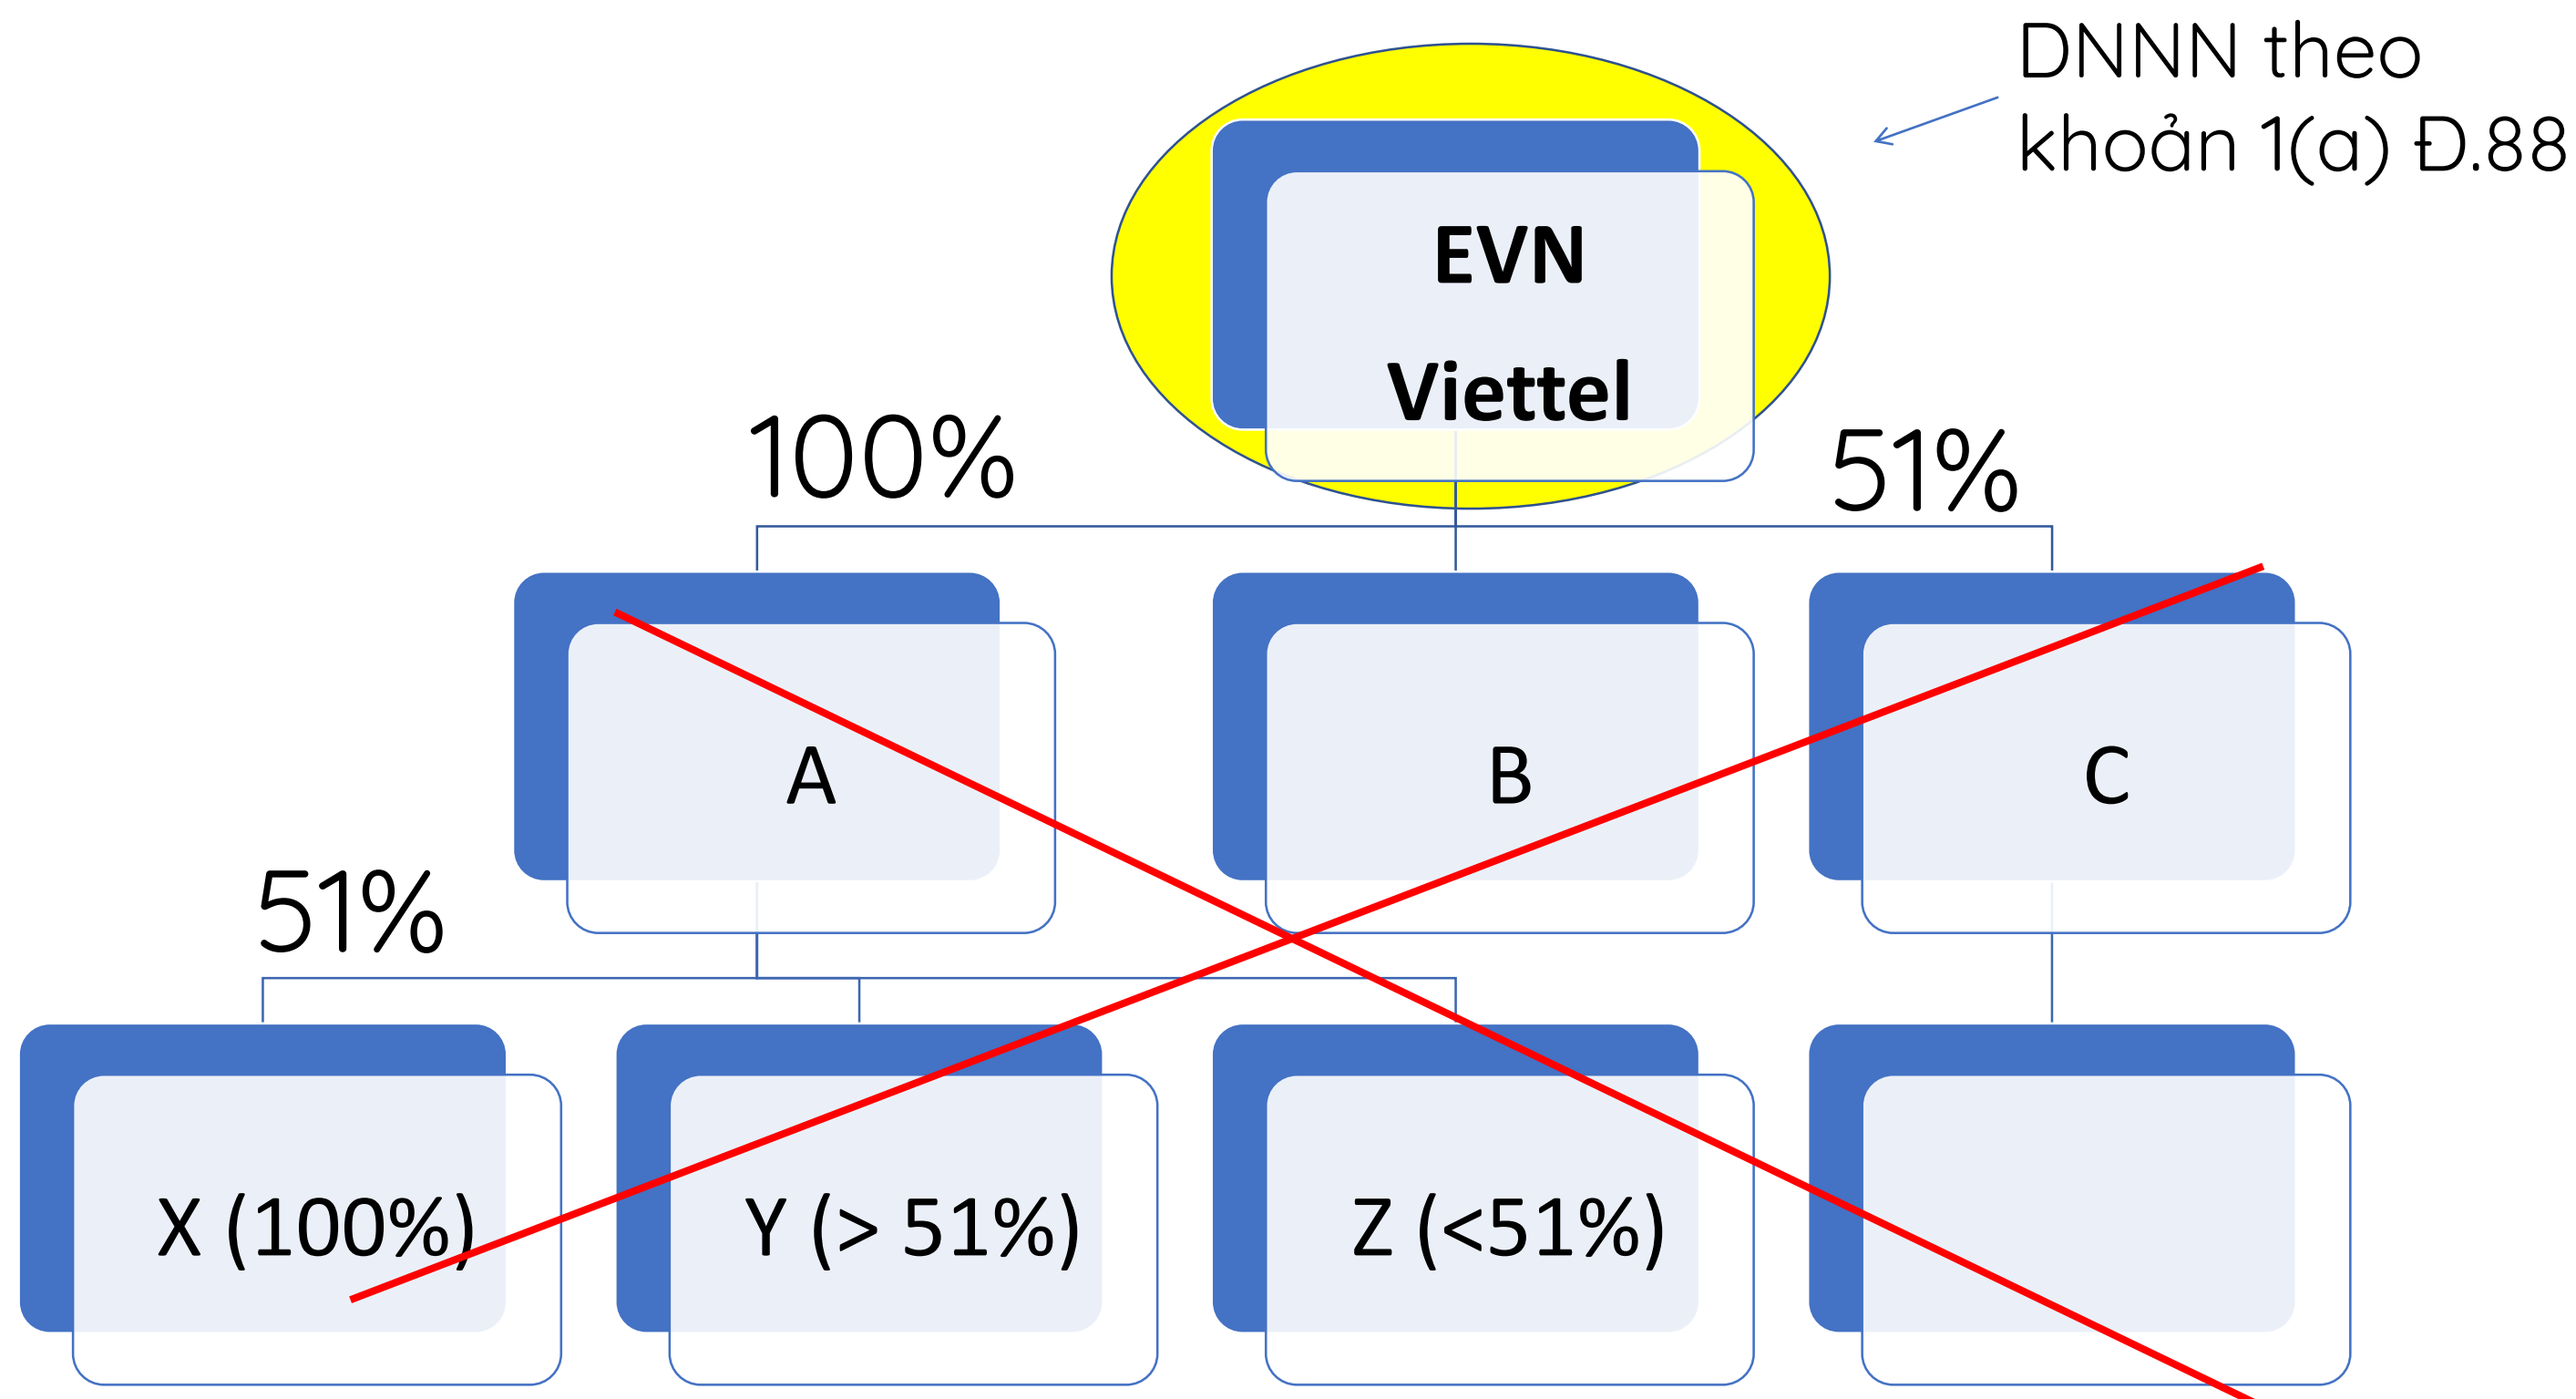 DNNN theo
khoản 1(a) Đ.88
EVN
Viettel
100%
51%
A
B
C
51%
X (100%)
Y (> 51%)
Z (<51%)